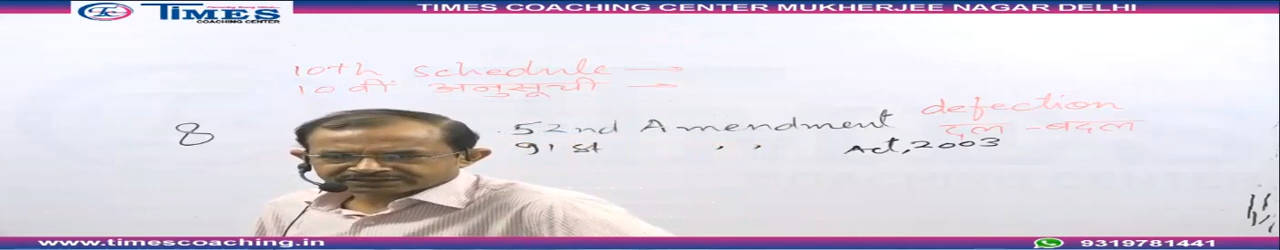 TIMES
COACHING CENTER
TIMES COACHING CENTER MUKHERJEE NAGAR DELHI
10th schedule →
10वीं अनुसूची →
8
52nd Amendment
defection
दल-बदल
91st , , Act, 2003
www.timescoaching.in
9319781441